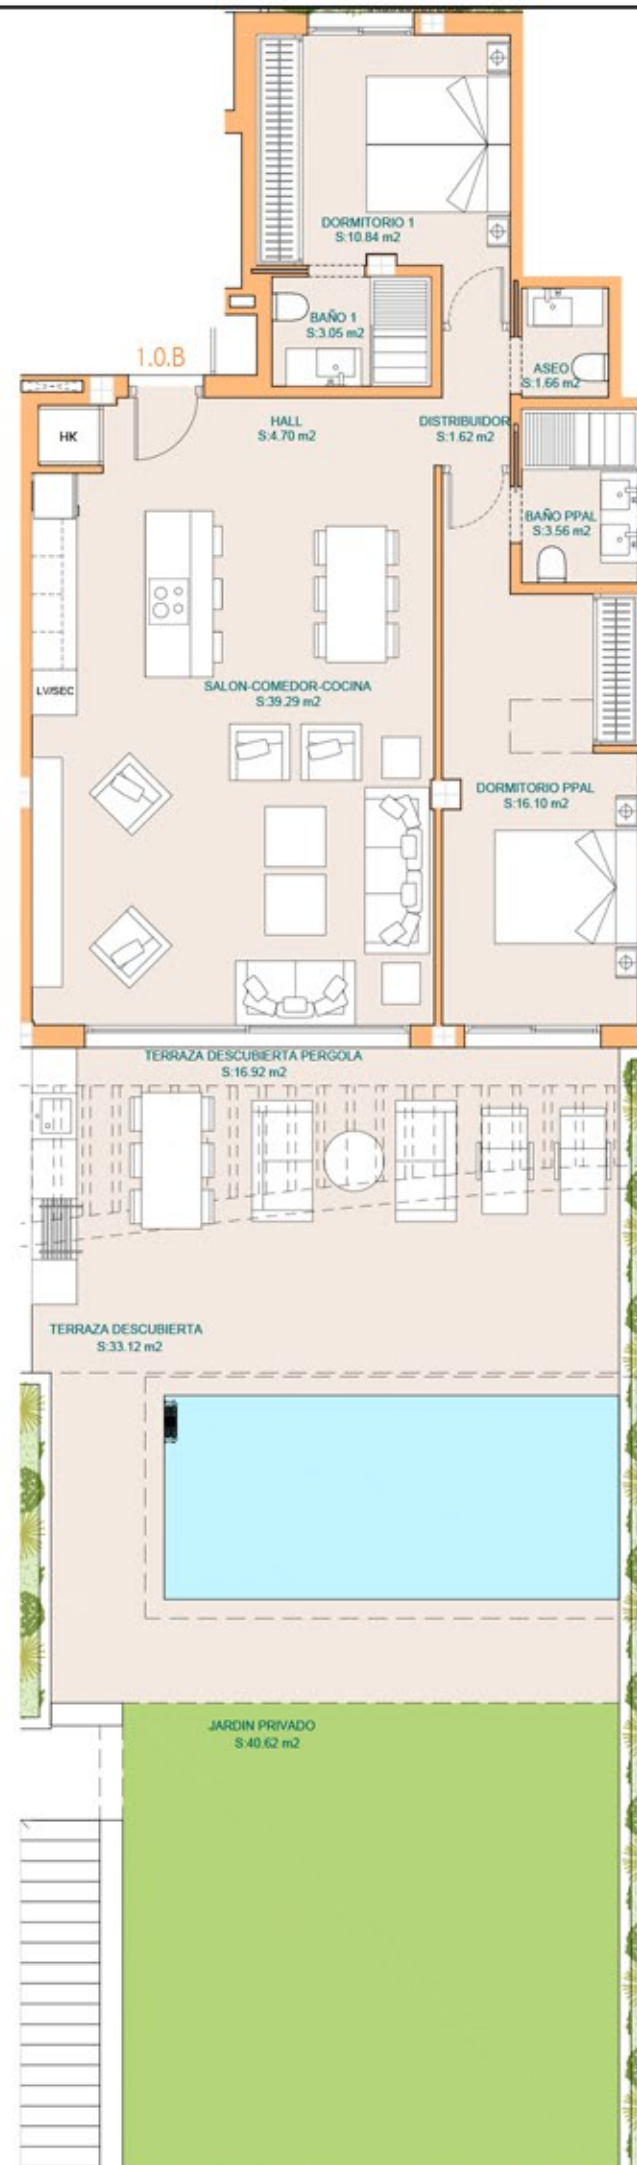 DORMITORIO 1
S:10.84 m2
BAÑO 1
S:3.05 m2
1.0.B
ASEO
S:1.66 m2
HALL
S:4.70 m2
DISTRIBUIDOR
S:1.62 m2
HK
BAÑO PPAL
S:3.56 m2
LV/SEC
SALON-COMEDOR-COCINA
S:39.29 m2
DORMITORIO PPAL
S:16.10 m2
TERRAZA DESCUBIERTA PERGOLA
S:16.92 m2
TERRAZA DESCUBIERTA
S:33.12 m2
JARDIN PRIVADO
S:40.62 m2